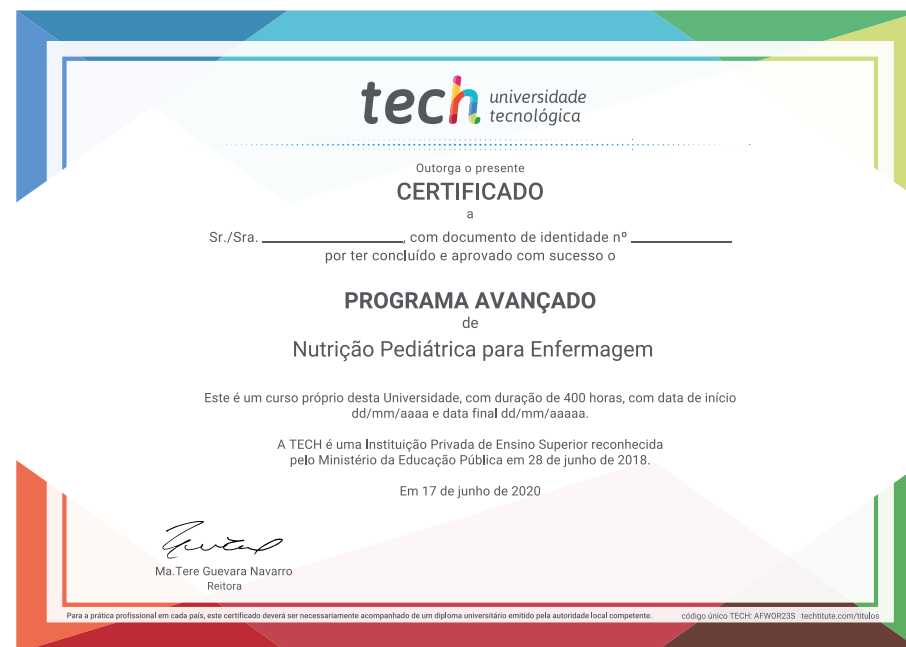 tech universidade
tecnológica
Outorga o presente
CERTIFICADO
a
Sr./Sra. ____________________, com documento de identidade nº ______________
por ter concluído e aprovado com sucesso o
PROGRAMA AVANÇADO
de
Nutrição Pediátrica para Enfermagem
Este é um curso próprio desta Universidade, com duração de 400 horas, com data de início
dd/mm/aaaa e data final dd/mm/aaaaa.
A TECH é uma Instituição Privada de Ensino Superior reconhecida
pelo Ministério da Educação Pública em 28 de junho de 2018.
Em 17 de junho de 2020
Ma.Tere Guevara Navarro
Reitora
Para a prática profissional em cada país, este certificado deverá ser necessariamente acompanhado de um diploma universitário emitido pela autoridade local competente. código único TECH: AFWOR23S techtitute.com/titulos